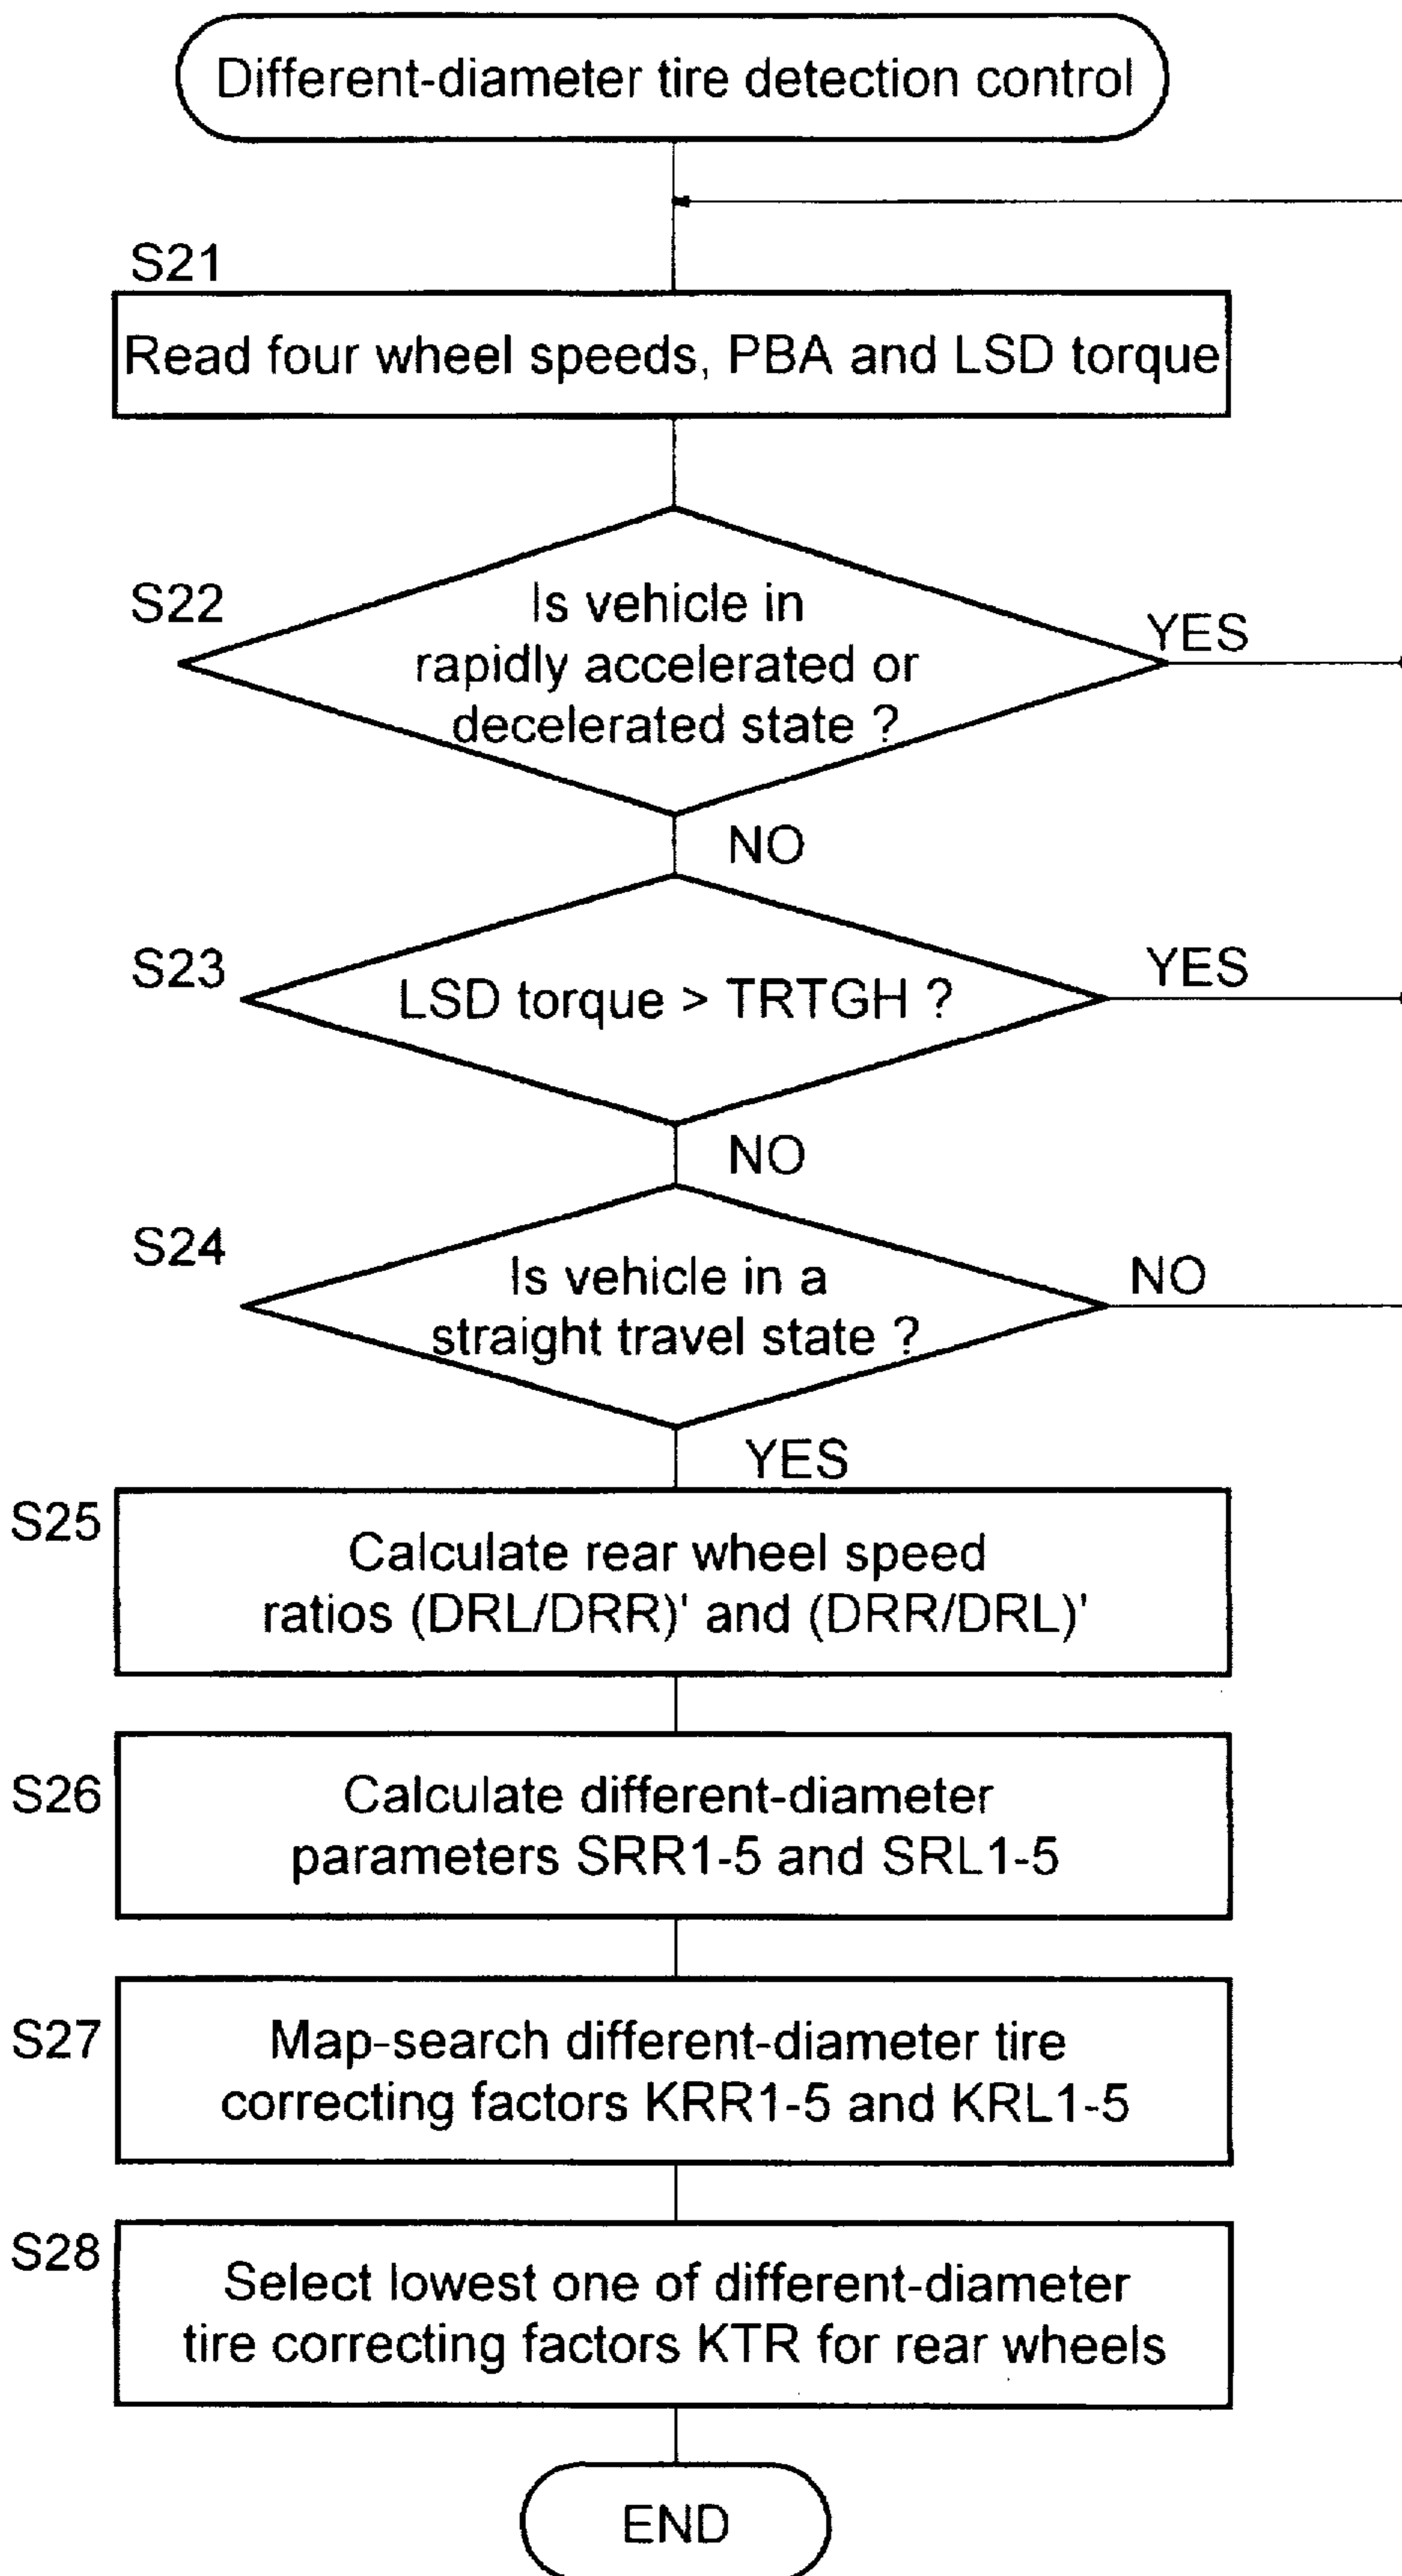 Different-diameter tire detection control
S21
Read four wheel speeds, PBA and LSD torque
S22
Is vehicle in
rapidly accelerated or
decelerated state ?
YES
NO
S23
LSD torque > TRTGH ?
YES
NO
S24
Is vehicle in a
straight travel state ?
NO
YES
S25
Calculate rear wheel speed
ratios (DRL/DRR)' and (DRR/DRL)'
S26
Calculate different-diameter
parameters SRR1-5 and SRL1-5
S27
Map-search different-diameter tire
correcting factors KRR1-5 and KRL1-5
S28
Select lowest one of different-diameter
tire correcting factors KTR for rear wheels
END